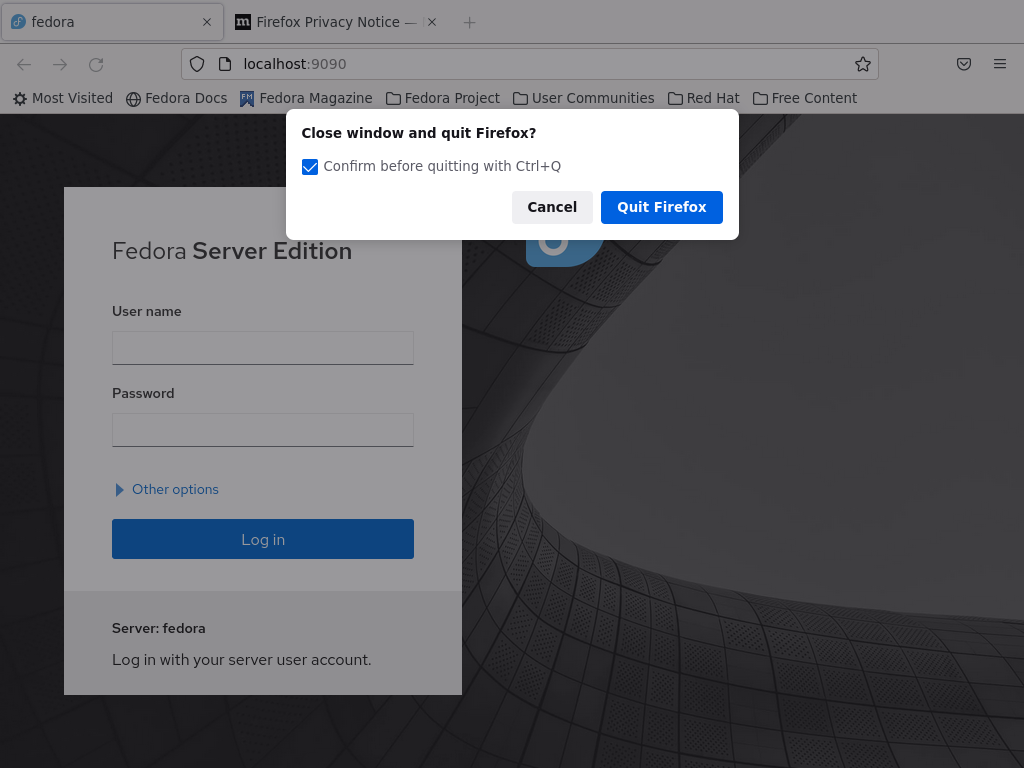 fedora
Firefox Privacy Notice —
localhost:9090
Most Visited Fedora Docs Fedora Magazine Fedora Project User Communities Red Hat Free Content
Close window and quit Firefox?
Confirm before quitting with Ctrl+Q
Cancel Quit Firefox
Fedora Server Edition
User name
Password
Other options
Log in
Server: fedora
Log in with your server user account.